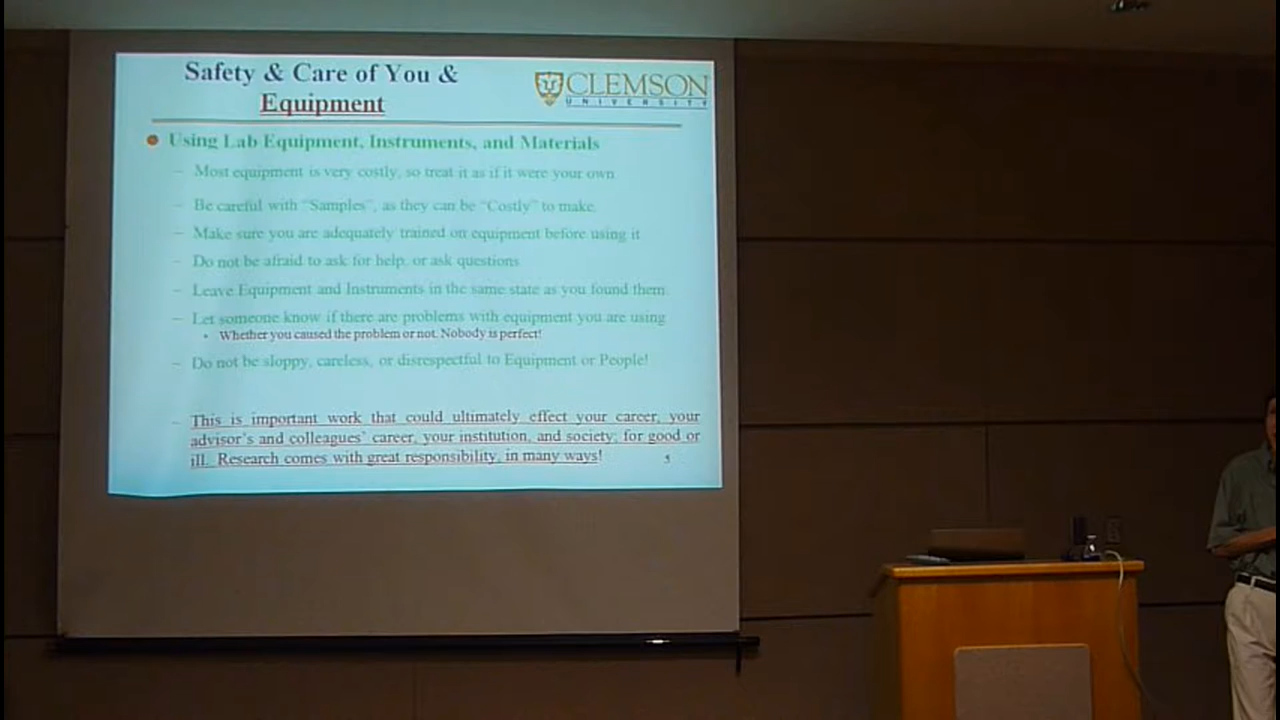 Safety & Care of You &
Equipment
CLEMSON
UNIVERSITY
Using Lab Equipment, Instruments, and Materials
– Most equipment is very costly, so treat it as if it were your own
– Be careful with "Samples", as they can be "Costly" to make
– Make sure you are adequately trained on equipment before using it
– Do not be afraid to ask for help, or ask questions
– Leave Equipment and Instruments in the same state as you found them
– Let someone know if there are problems with equipment you are using
• Whether you caused the problem or not. Nobody is perfect!
– Do not be sloppy, careless, or disrespectful to Equipment or People!
– This is important work that could ultimately effect your career, your
advisor's and colleagues' career, your institution, and society; for good or
ill. Research comes with great responsibility, in many ways!